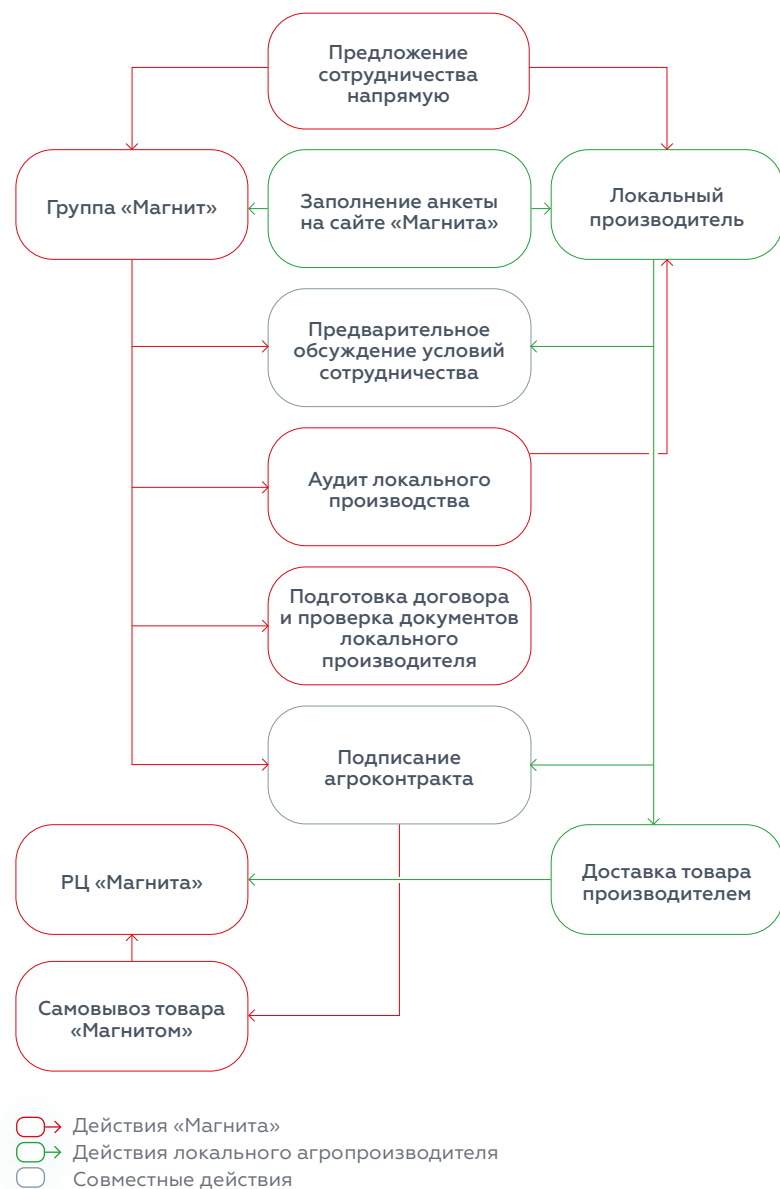 Предложение
сотрудничества
напрямую
Группа «Магнит»
Заполнение анкеты
на сайте «Магнита»
Локальный
производитель
Предварительное
обсуждение условий
сотрудничества
Аудит локального
производства
Подготовка договора
и проверка документов
локального
производителя
Подписание
агроконтракта
РЦ «Магнита»
Доставка товара
производителем
Самовывоз товара
«Магнитом»
Действия «Магнита»
Действия локального агропроизводителя
Совместные действия